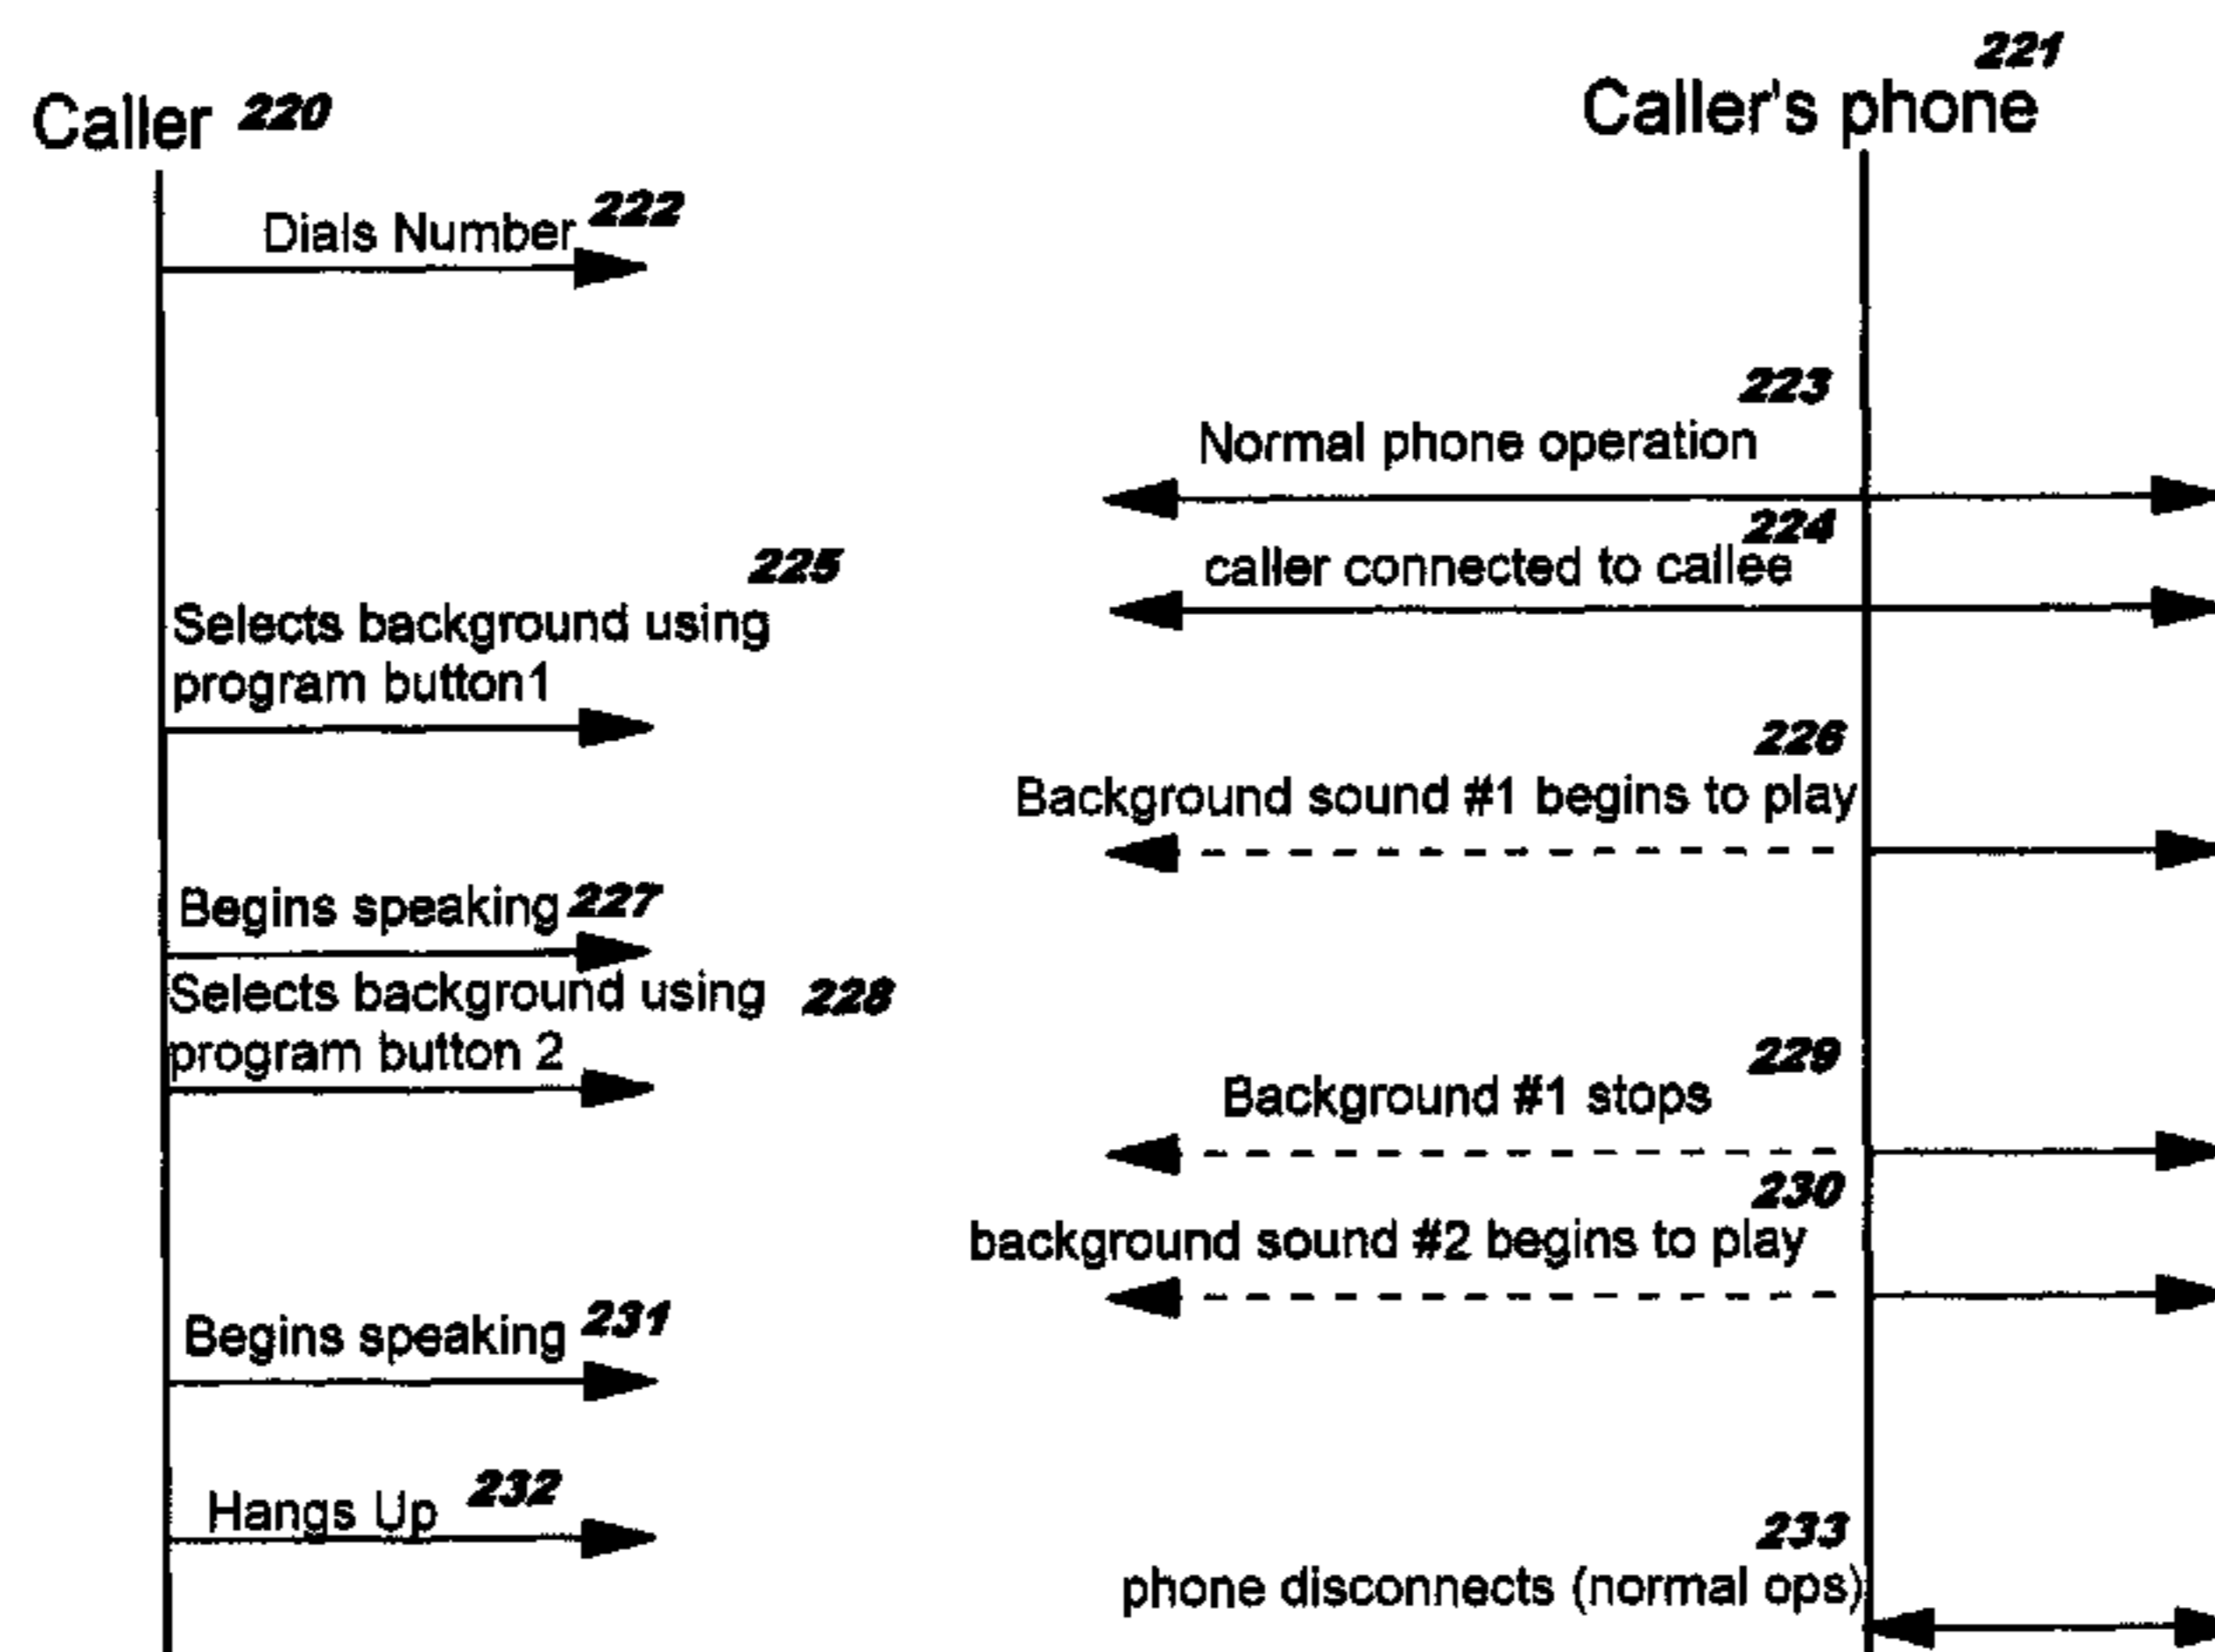 221
Caller 220
Caller's phone
Dials Number 222
223
Normal phone operation
224
caller connected to callee
225
Selects background using
program button1
226
Background sound #1 begins to play
Begins speaking 227
Selects background using 228
program button 2
229
Background #1 stops
230
background sound #2 begins to play
Begins speaking 231
Hangs Up 232
233
phone disconnects (normal ops)